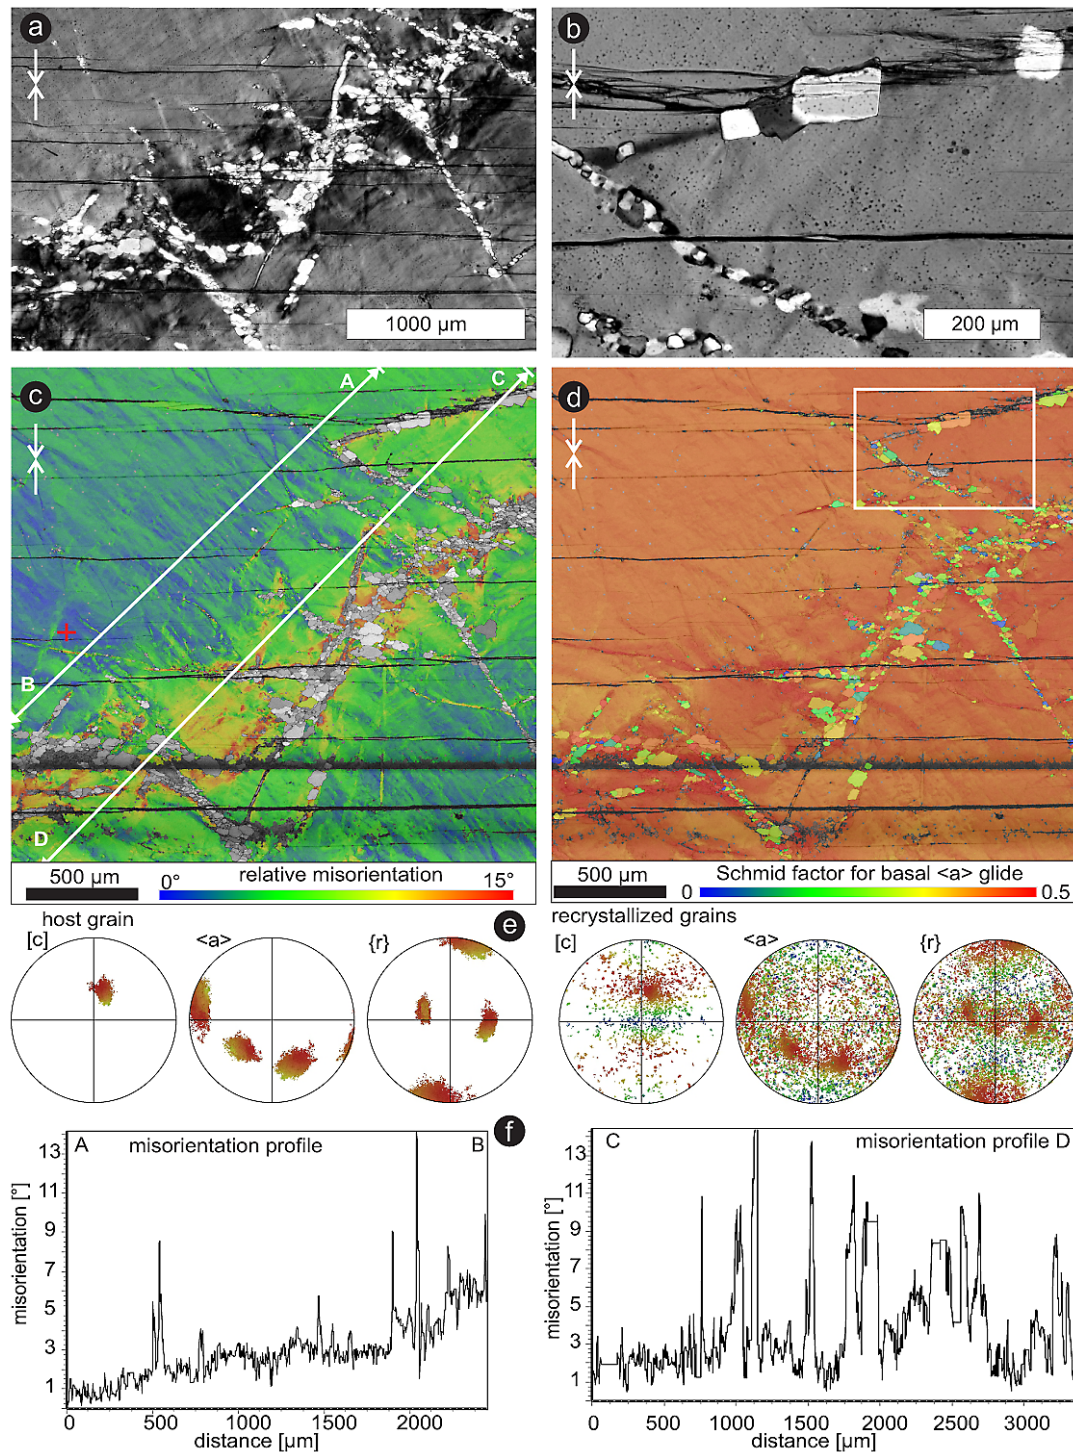 a
1000 µm
b
200 µm
c
A
C
B
D
500 µm
0°
relative misorientation
15°
d
500 µm
0
Schmid factor for basal <a> glide
0.5
e
host grain
[c]
<a>
{r}
recrystallized grains
[c]
<a>
{r}
f
A
misorientation profile
B
misorientation [°]
13
11
9
7
5
3
1
0
500
1000
1500
2000
distance [µm]
C
misorientation profile D
misorientation [°]
13
11
9
7
5
3
1
0
500
1000
1500
2000
2500
3000
distance [µm]